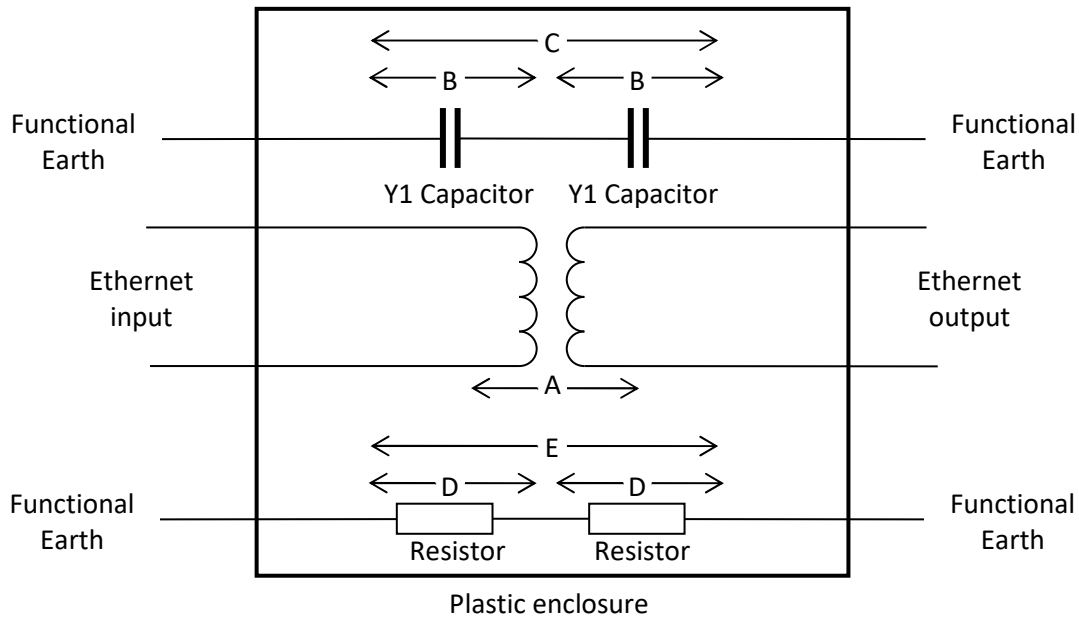 C
B
B
Functional
Earth
Functional
Earth
Y1 Capacitor
Y1 Capacitor
Ethernet
input
Ethernet
output
A
E
D
D
Functional
Earth
Functional
Earth
Resistor
Resistor
Plastic enclosure